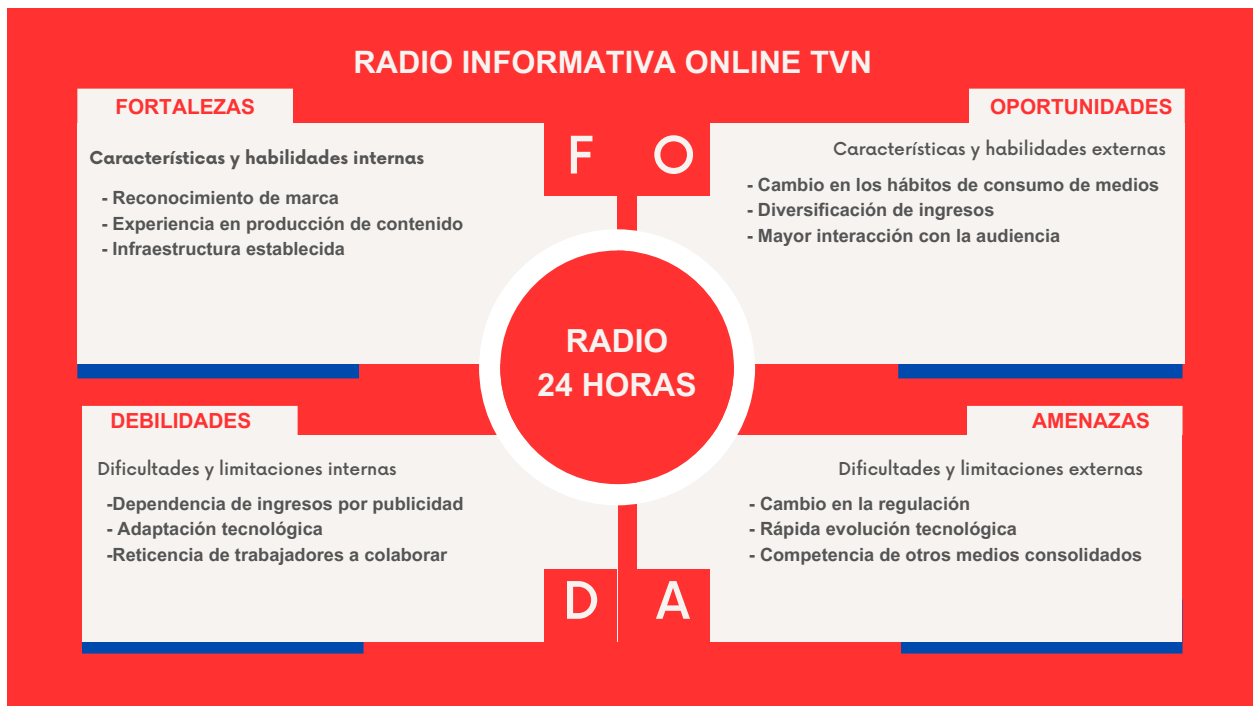 RADIO INFORMATIVA ONLINE TVN
FORTALEZAS
Características y habilidades internas
- Reconocimiento de marca
- Experiencia en producción de contenido
- Infraestructura establecida
F O
OPORTUNIDADES
Características y habilidades externas
- Cambio en los hábitos de consumo de medios
- Diversificación de ingresos
- Mayor interacción con la audiencia
RADIO
24 HORAS
DEBILIDADES
Dificultades y limitaciones internas
-Dependencia de ingresos por publicidad
- Adaptación tecnológica
-Reticencia de trabajadores a colaborar
D A
AMENAZAS
Dificultades y limitaciones externas
- Cambio en la regulación
- Rápida evolución tecnológica
- Competencia de otros medios consolidados